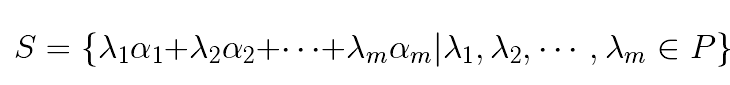 S = {λ₁α₁+λ₂α₂+⋯+λₘαₘ|λ₁, λ₂, ⋯ , λₘ ∈ P}